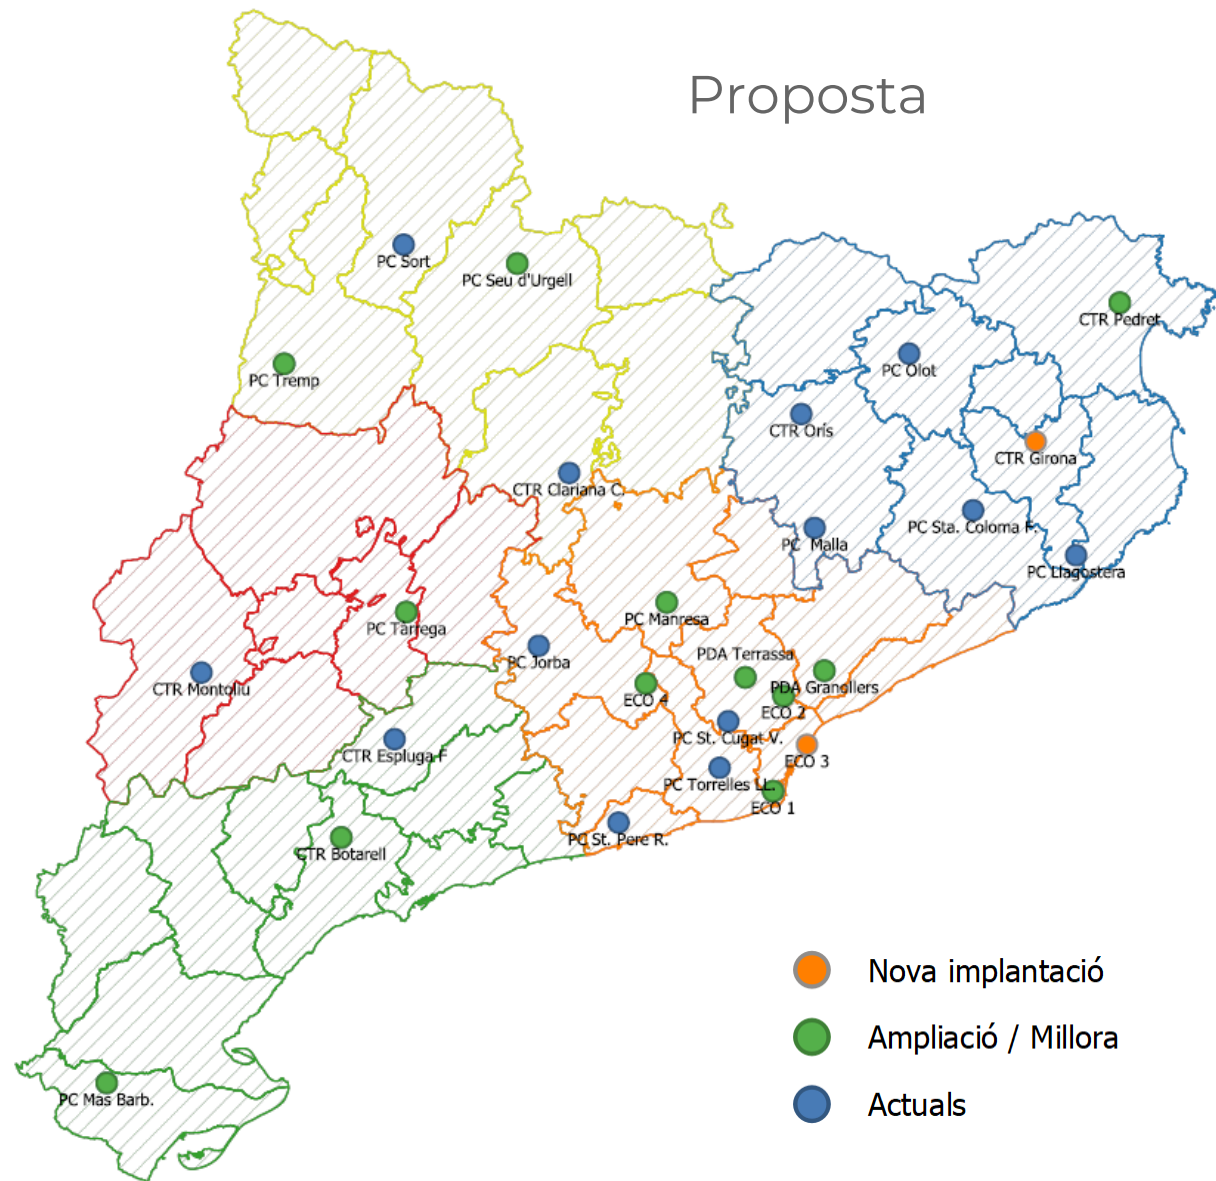 Proposta
PC Sort
PC Seu d'Urgell
CTR Pedret
PC Olot
PC Tremp
CTR Orís
CTR Girona
CTR Clariana C.
PC Sta. Coloma F.
PC Malla
PC Llagostera
PC Manresa
PC Tàrrega
PC Jorba
PDA Terrassa
CTR Montoliu
PDA Granollers
ECO 4
ECO 2
PC St. Cugat V.
CTR Espluga F
ECO 3
PC Torrelles LL.
ECO 1
PC St. Pere R.
CTR Botarell
Nova implantació
Ampliació / Millora
PC Mas Barb.
Actuals